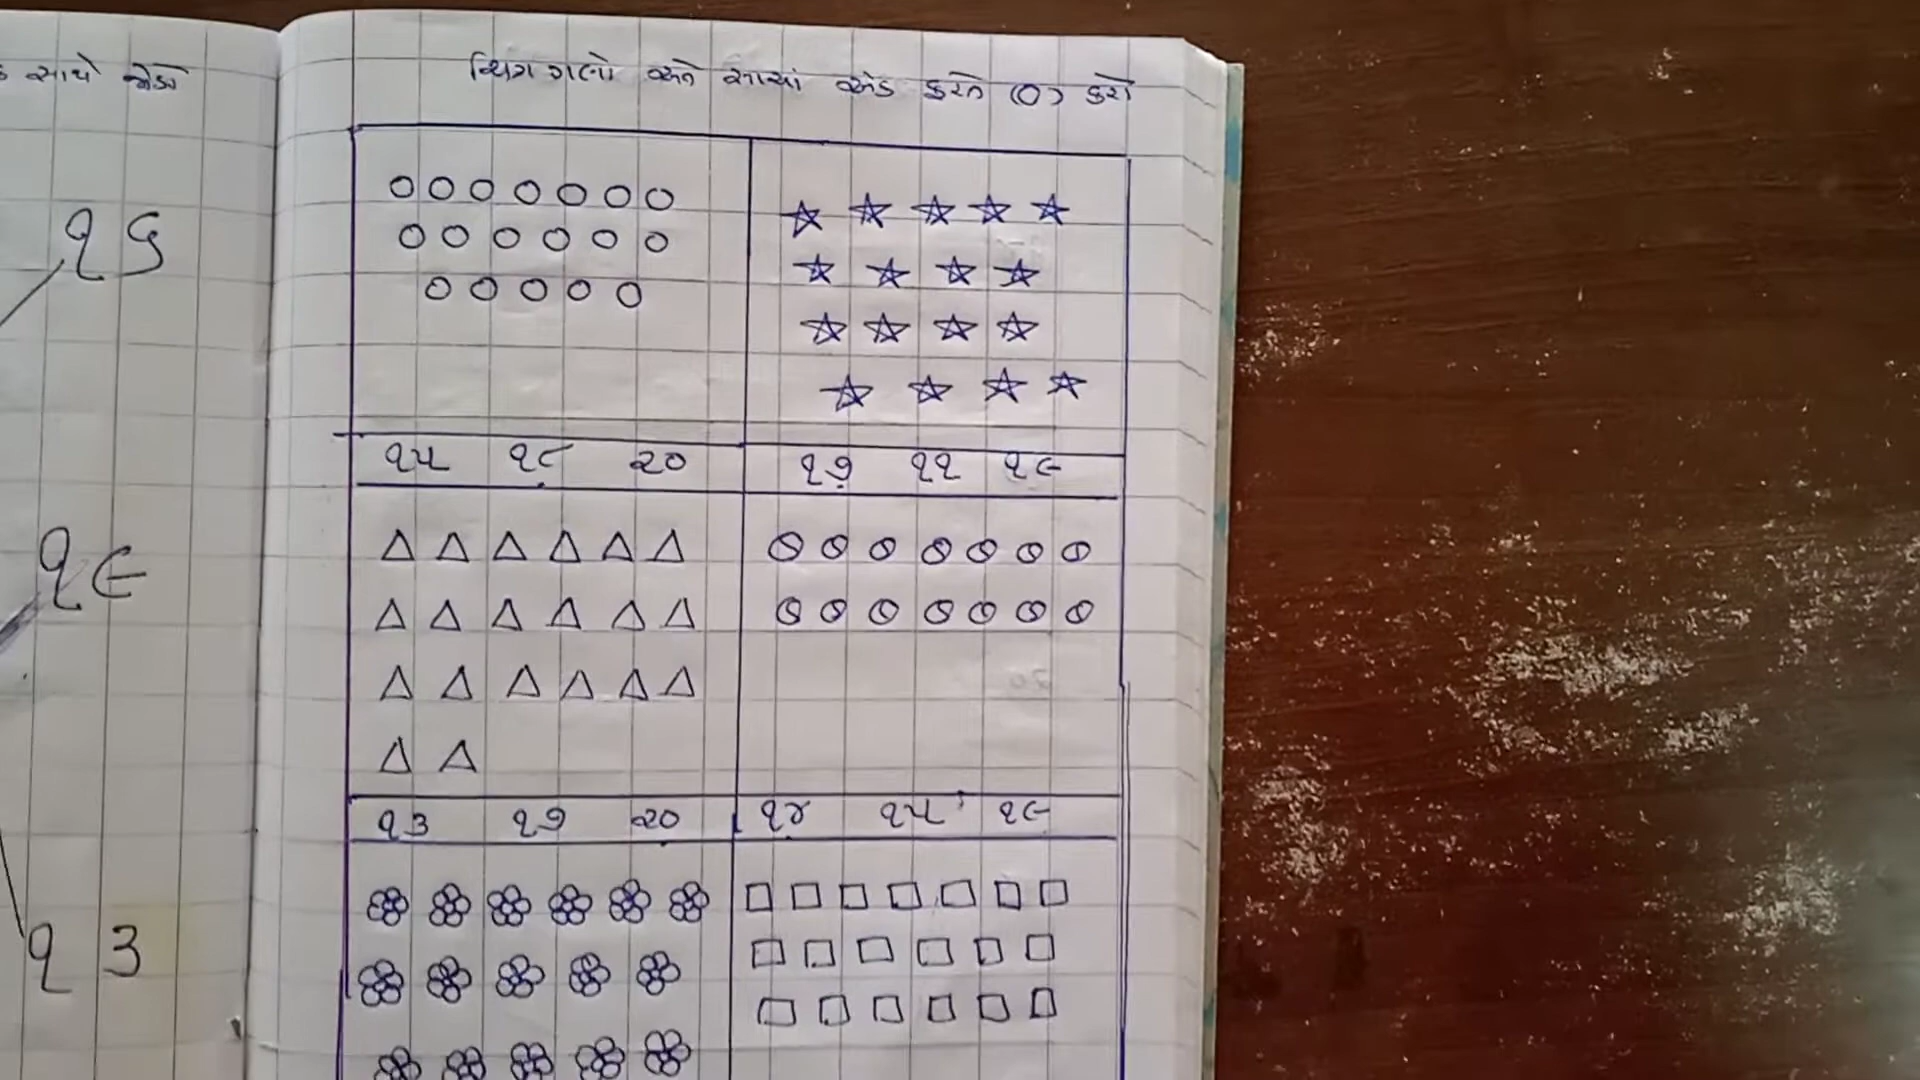 સાથે જોડો
ચિત્ર ગણો અને સાચાં અંક ફરતે (O) કરો
૧૬
૧૫ ૧૮ ૨૦
૧૭ ૧૧ ૧૯
૧૯
૧૩ ૧૭ ૨૦
૧૪ ૧૫ ૧૯
૧૩